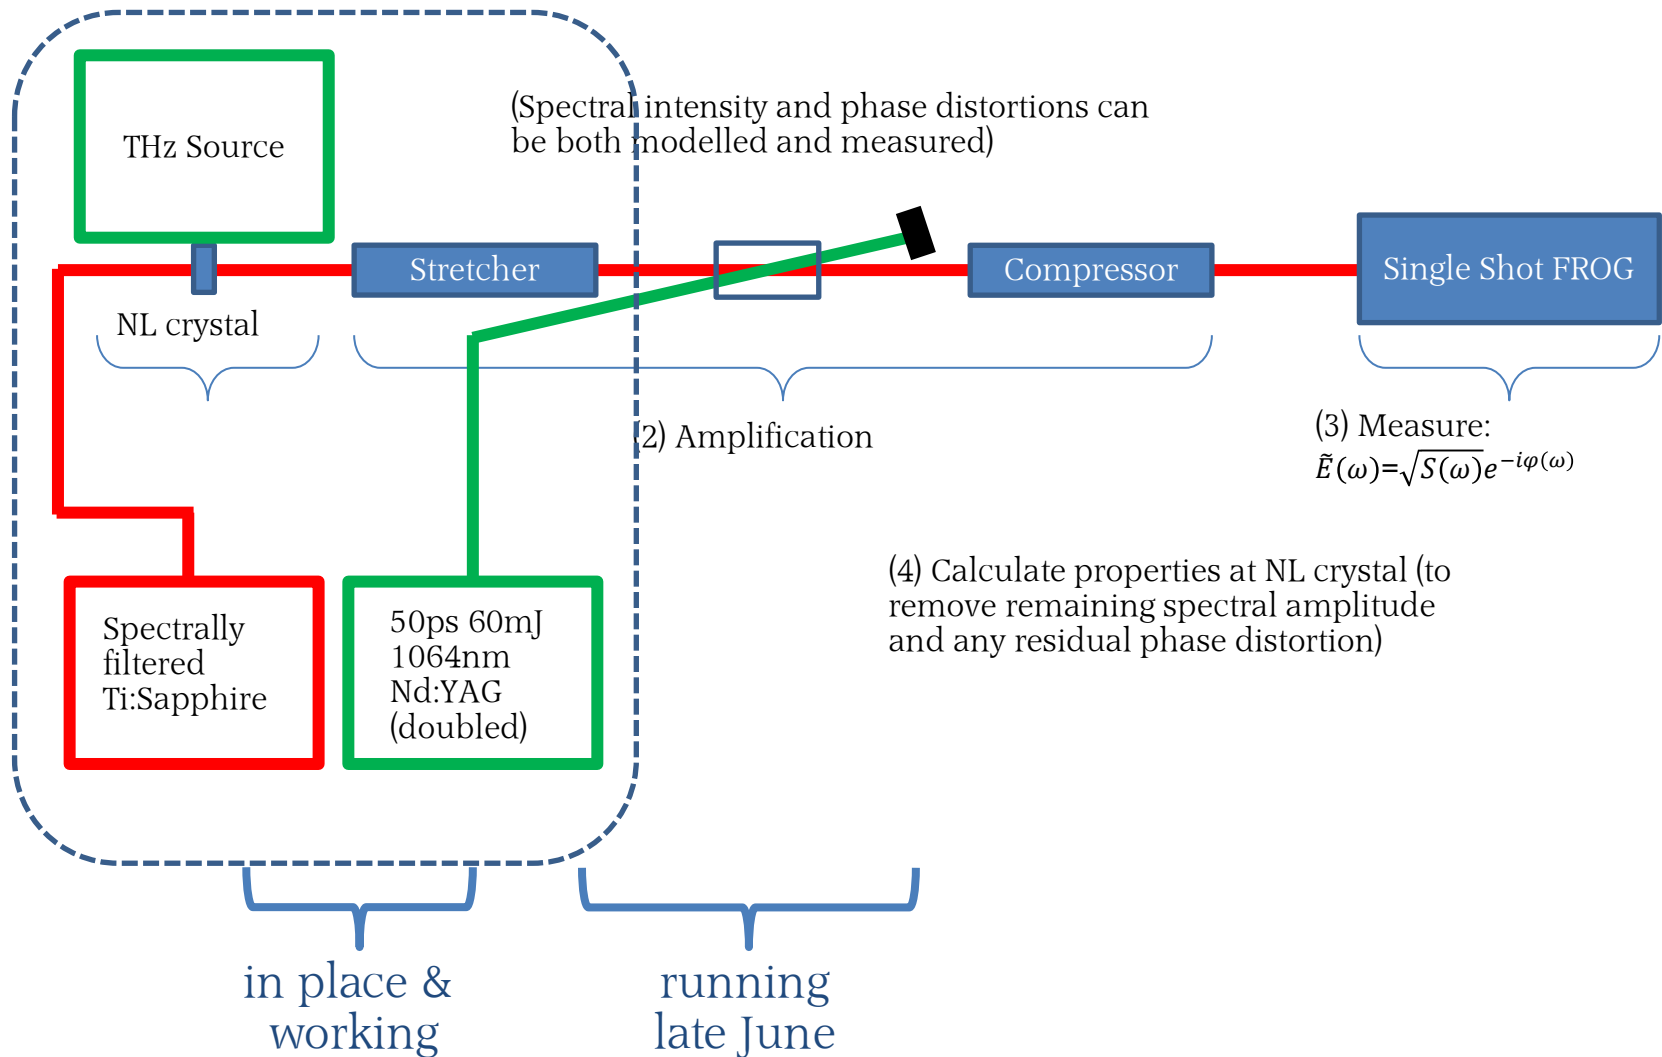 THz Source
(Spectral intensity and phase distortions can
be both modelled and measured)
Stretcher
Compressor
Single Shot FROG
NL crystal
(2) Amplification
(3) Measure:
Ẽ(ω)=√S(ω)e^{−iφ(ω)}
(4) Calculate properties at NL crystal (to
remove remaining spectral amplitude
and any residual phase distortion)
Spectrally
filtered
Ti:Sapphire
50ps 60mJ
1064nm
Nd:YAG
(doubled)
in place &
working
running
late June